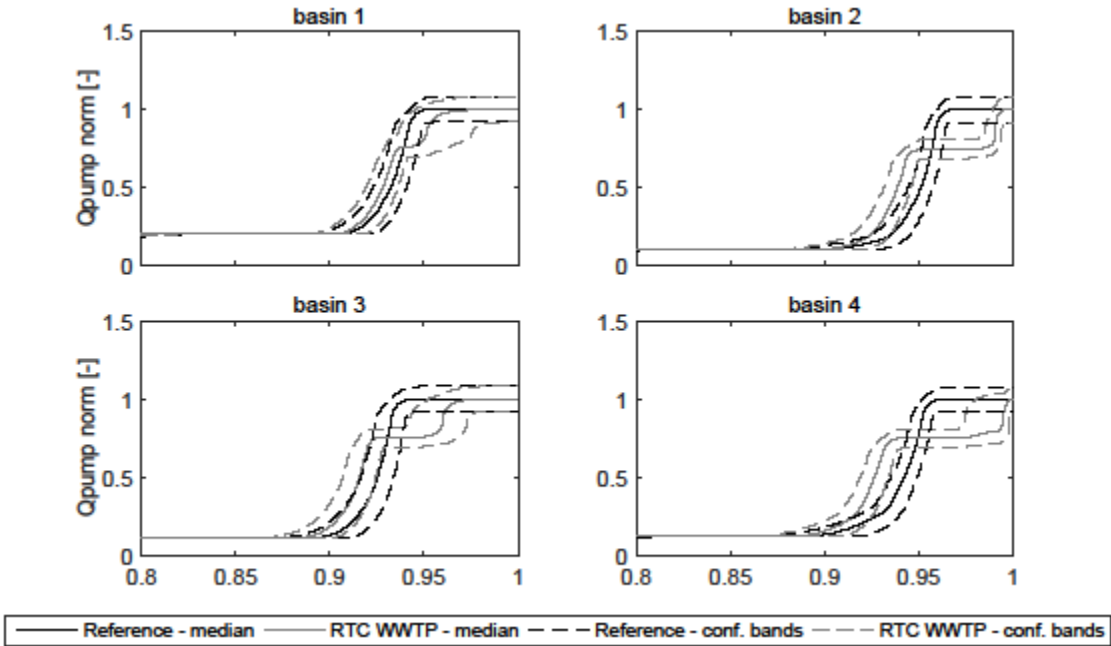 basin 1
basin 2
1.5
1
0.5
0
Qpump norm [-]
1.5
1
0.5
0
basin 3
basin 4
1.5
1
0.5
0
Qpump norm [-]
0.8
0.85
0.9
0.95
1
1.5
1
0.5
0
0.8
0.85
0.9
0.95
1
Reference - median
RTC WWTP - median
Reference - conf. bands
RTC WWTP - conf. bands